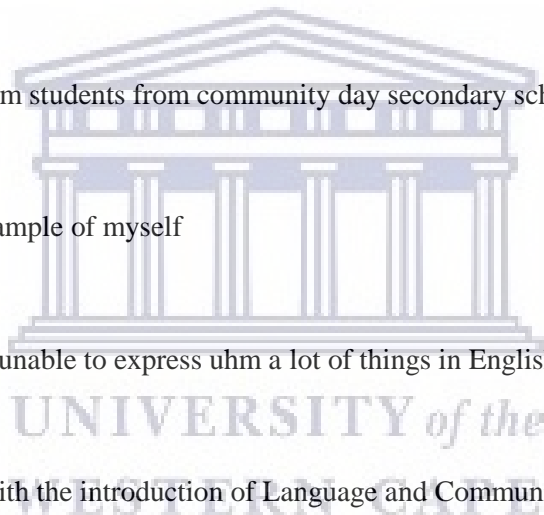 m students from community day secondary sch
ample of myself
unable to express uhm a lot of things in Englis
UNIVERSITY of the
ith the introduction of Language and Commun
WESTERN CAPE